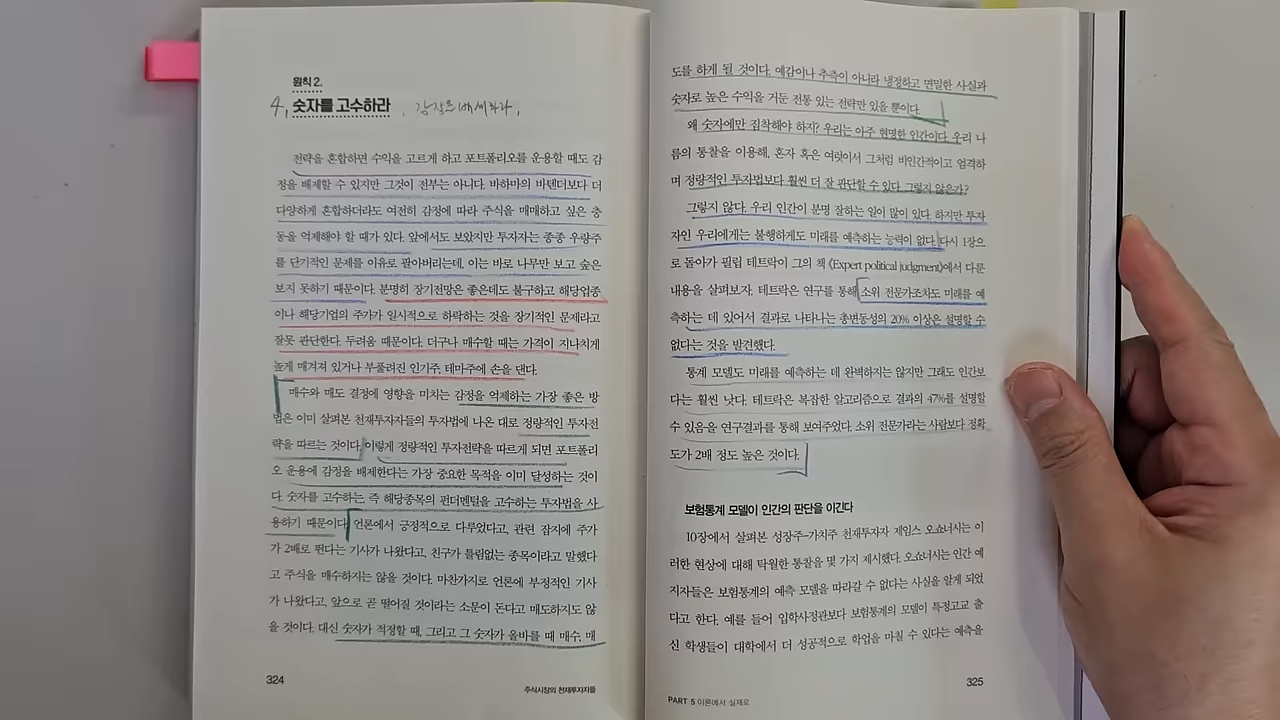 원칙 2.
4, 숫자를 고수하라, 감정은 배제하라,
전략을 혼합하면 수익을 고르게 하고 포트폴리오를 운용할 때도 감
정을 배제할 수 있지만 그것이 전부는 아니다. 바하마의 바텐더보다 더
다양하게 혼합하더라도 여전히 감정에 따라 주식을 매매하고 싶은 충
동을 억제해야 할 때가 있다. 앞에서도 보았지만 투자자는 종종 우량주
를 단기적인 문제를 이유로 팔아버리는데, 이는 바로 나무만 보고 숲은
보지 못하기 때문이다. 분명히 장기전망은 좋은데도 불구하고 해당업종
이나 해당기업의 주가가 일시적으로 하락하는 것을 장기적인 문제라고
잘못 판단한다. 두려움 때문이다. 더구나 매수할 때는 가격이 지나치게
높게 매겨져 있거나 부풀려진 인기주, 테마주에 손을 댄다.
매수와 매도 결정에 영향을 미치는 감정을 억제하는 가장 좋은 방
법은 이미 살펴본 천재투자자들의 투자법에 나온 대로 정량적인 투자전
략을 따르는 것이다. 이렇게 정량적인 투자전략을 따르게 되면 포트폴리
오 운용에 감정을 배제한다는 가장 중요한 목적을 이미 달성하는 것이
다. 숫자를 고수하는, 즉 해당종목의 펀더멘털을 고수하는 투자법을 사
용하기 때문이다. 언론에서 긍정적으로 다루었다고, 관련 잡지에 주가
가 2배로 뛴다는 기사가 나왔다고, 친구가 틀림없는 종목이라고 말했다
고 주식을 매수하지는 않을 것이다. 마찬가지로 언론에 부정적인 기사
가 나왔다고, 앞으로 곧 떨어질 것이라는 소문이 돈다고 매도하지도 않
을 것이다. 대신 숫자가 적정할 때, 그리고 그 숫자가 올바를 때 매수, 매
324
주식시장의 천재투자자들
도를 하게 될 것이다. 예감이나 추측이 아니라 냉정하고 면밀한 사실과
숫자로 높은 수익을 거둔 전통 있는 전략만 있을 뿐이다.
왜 숫자에만 집착해야 하지? 우리는 아주 현명한 인간이다. 우리 나
름의 통찰을 이용해, 혼자 혹은 여럿이서 그처럼 비인간적이고 엄격하
며 정량적인 투자법보다 훨씬 더 잘 판단할 수 있다. 그렇지 않은가?
그렇지 않다. 우리 인간이 분명 잘하는 일이 많이 있다. 하지만 투자
자인 우리에게는 불행하게도 미래를 예측하는 능력이 없다. 다시 1장으
로 돌아가 필립 테트락이 그의 책 《Expert political judgment》에서 다룬
내용을 살펴보자. 테트락은 연구를 통해 소위 전문가조차도 미래를 예
측하는 데 있어서 결과로 나타나는 총변동성의 20% 이상은 설명할 수
없다는 것을 발견했다.
통계 모델도 미래를 예측하는 데 완벽하지는 않지만 그래도 인간보
다는 훨씬 낫다. 테트락은 복잡한 알고리즘으로 결과의 47%를 설명할
수 있음을 연구결과를 통해 보여주었다. 소위 전문가라는 사람보다 정확
도가 2배 정도 높은 것이다.
보험통계 모델이 인간의 판단을 이긴다
10장에서 살펴본 성장주–가치주 천재투자자 제임스 오쇼너시는 이
러한 현상에 대해 탁월한 통찰을 몇 가지 제시했다. 오쇼너시는 인간 예
지자들은 보험통계의 예측 모델을 따라갈 수 없다는 사실을 알게 되었
다고 한다. 예를 들어 입학사정관보다 보험통계의 모델이 특정고교 출
신 학생들이 대학에서 더 성공적으로 학업을 마칠 수 있다는 예측을
325
PART 5 이론에서 실제로